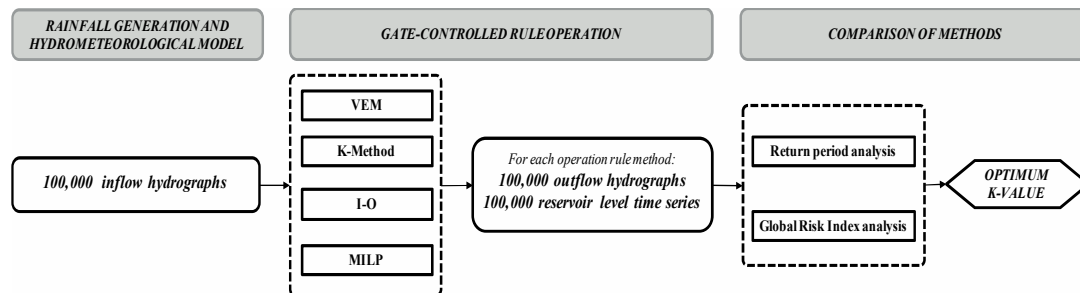 RAINFALL GENERATION AND
HYDROMETEOROLOGICAL MODEL
GATE-CONTROLLED RULE OPERATION
COMPARISON OF METHODS
100,000 inflow hydrographs
VEM
K-Method
I-O
MILP
For each operation rule method:
100,000 outflow hydrographs
100,000 reservoir level time series
Return period analysis
Global Risk Index analysis
OPTIMUM
K-VALUE